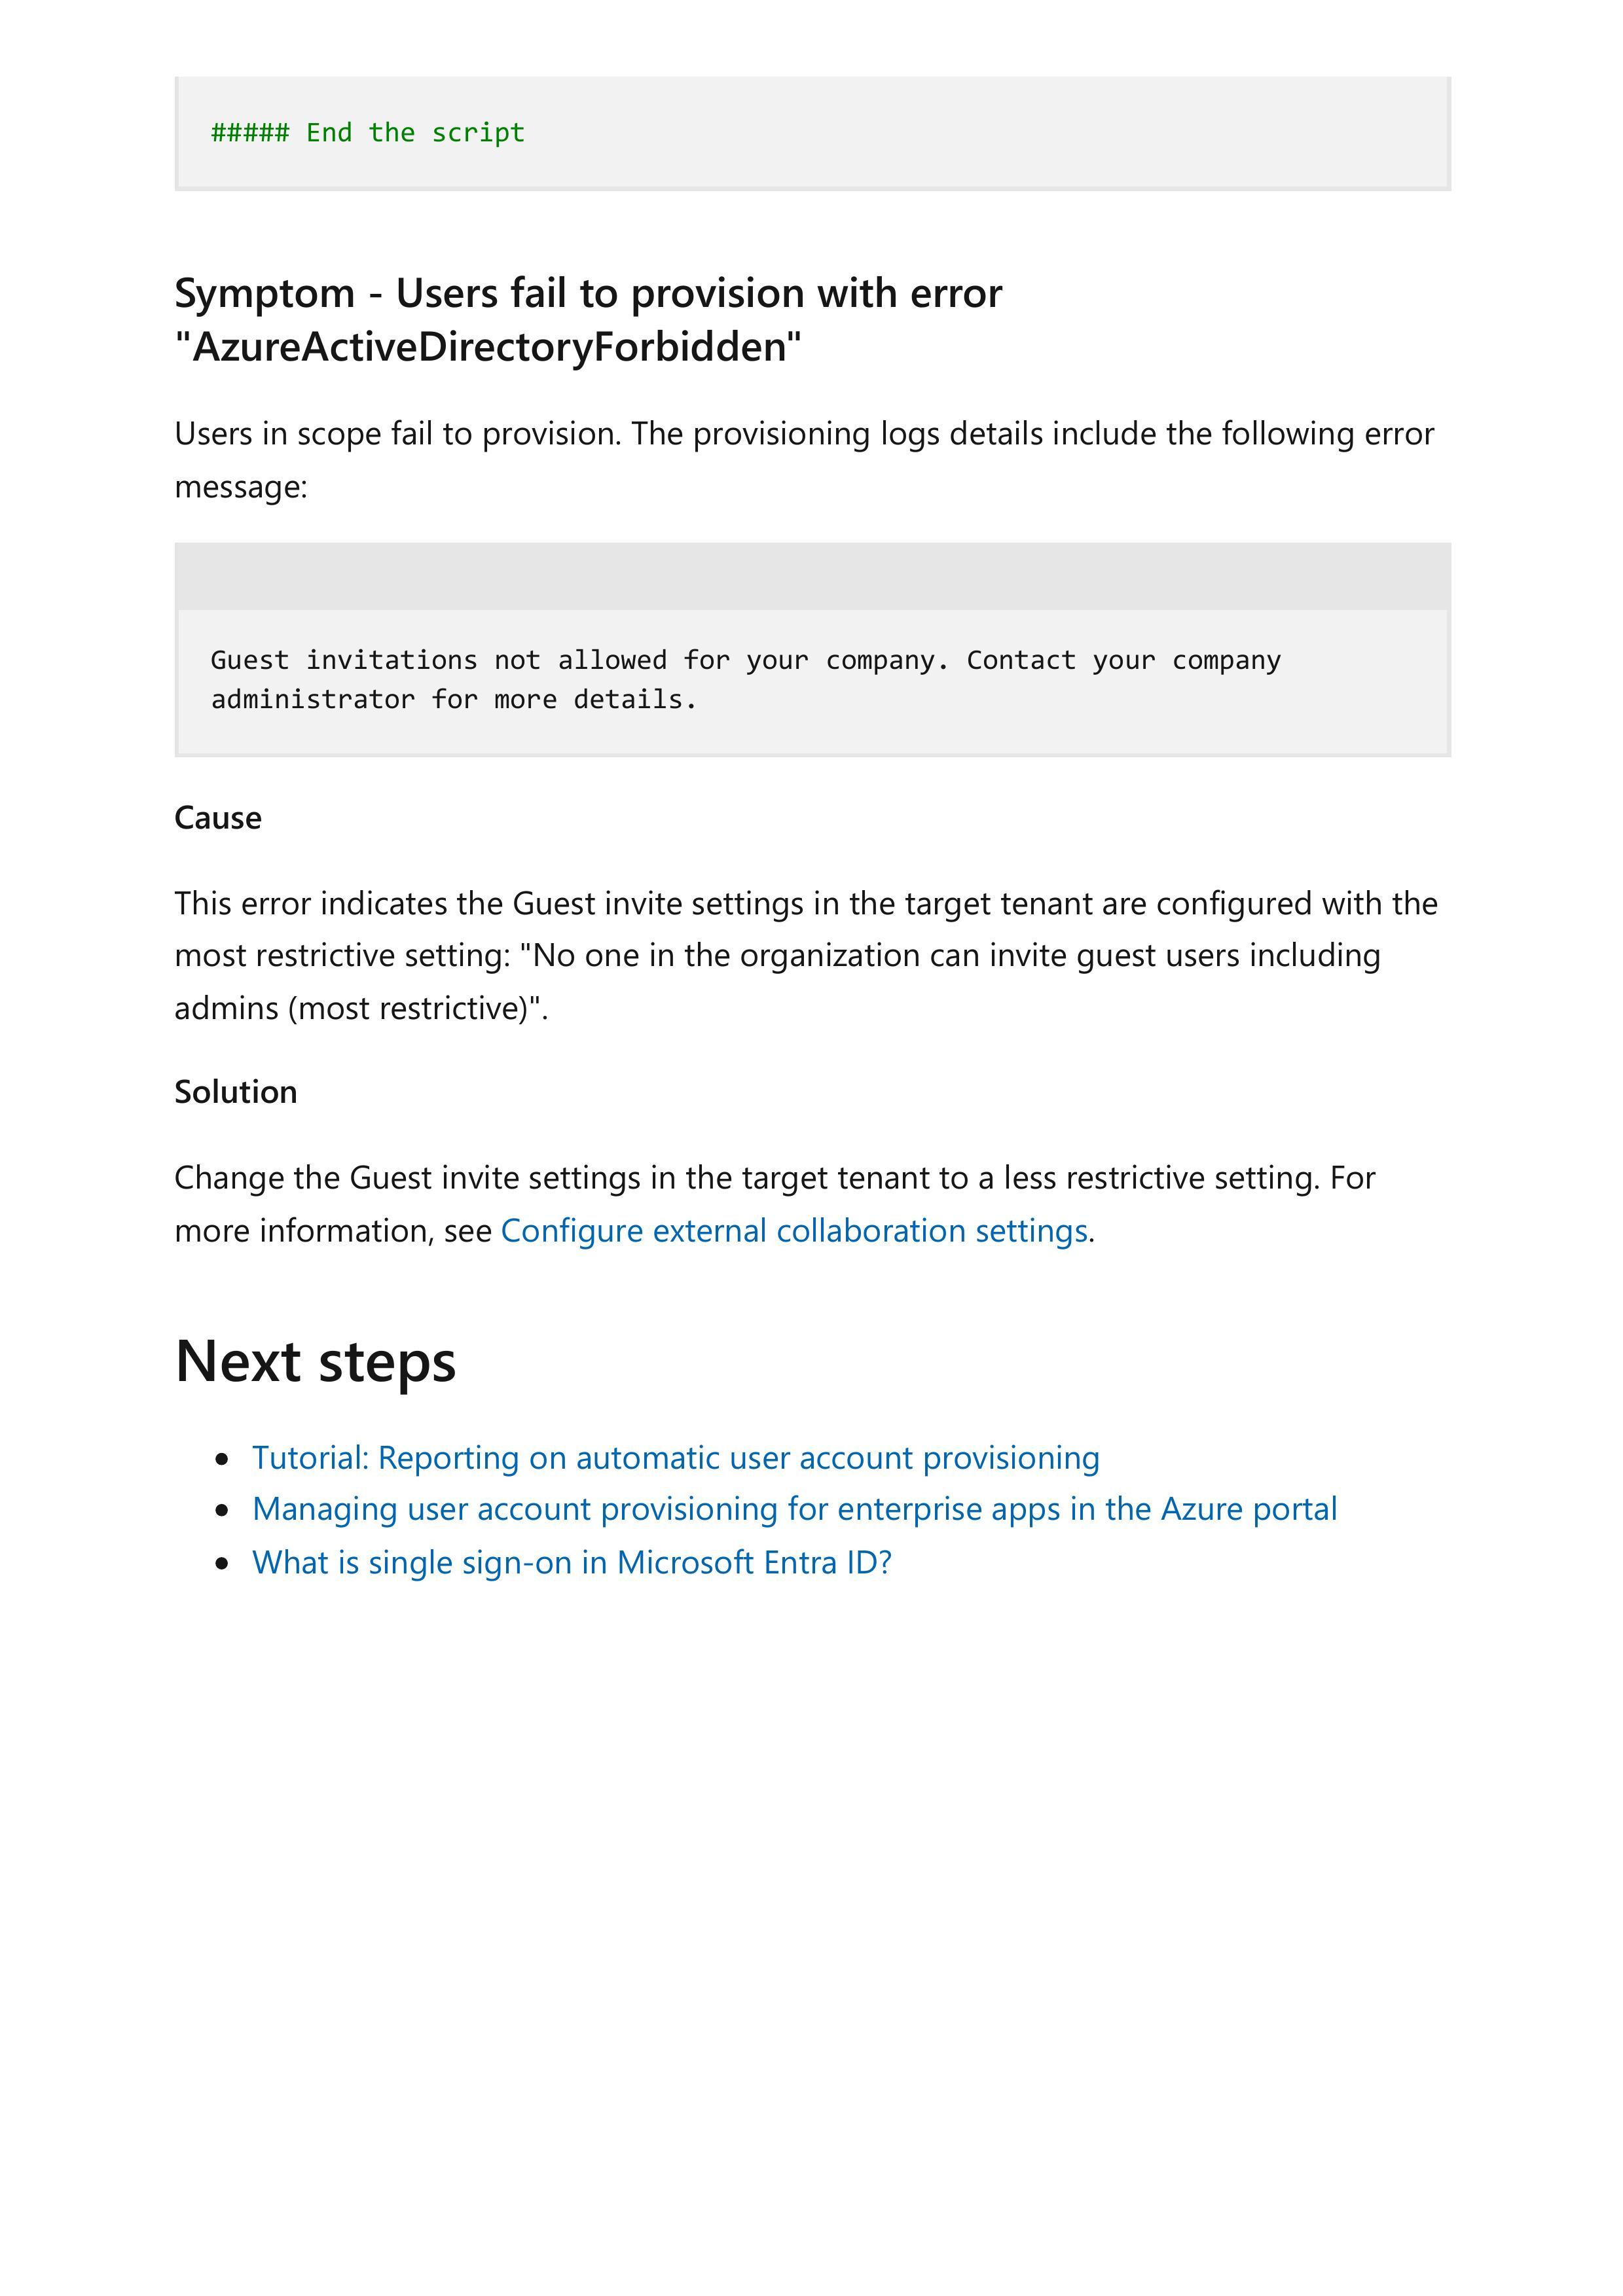 ##### End the script
Symptom - Users fail to provision with error
"AzureActiveDirectoryForbidden"
Users in scope fail to provision. The provisioning logs details include the following error
message:
Guest invitations not allowed for your company. Contact your company
administrator for more details.
Cause
This error indicates the Guest invite settings in the target tenant are configured with the
most restrictive setting: "No one in the organization can invite guest users including
admins (most restrictive)".
Solution
Change the Guest invite settings in the target tenant to a less restrictive setting. For
more information, see Configure external collaboration settings.
Next steps
• Tutorial: Reporting on automatic user account provisioning
• Managing user account provisioning for enterprise apps in the Azure portal
• What is single sign-on in Microsoft Entra ID?